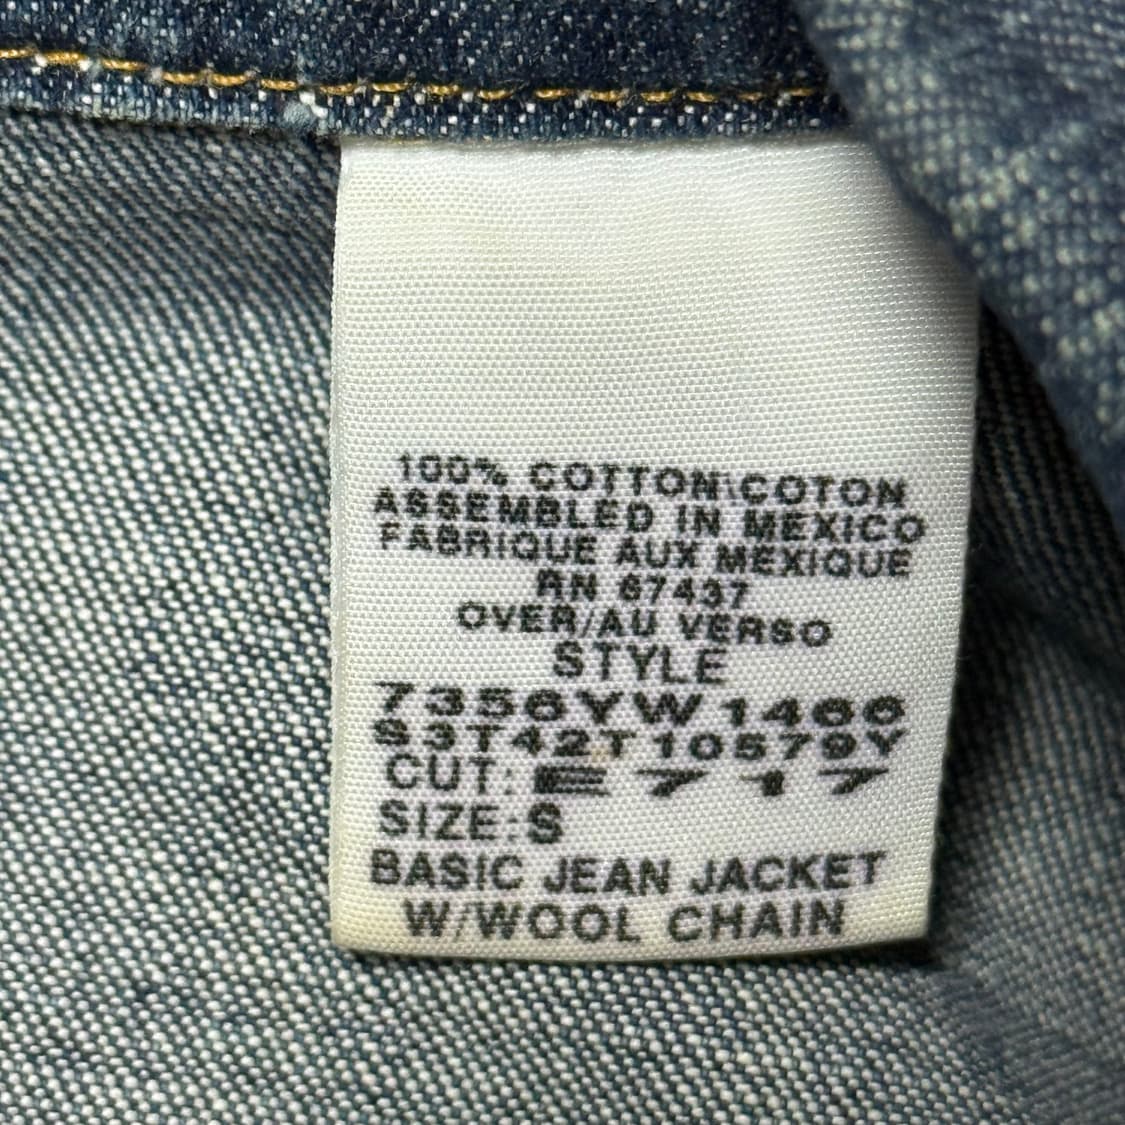 100% COTTON\COTON
ASSEMBLED IN MEXICO
FABRIQUE AUX MEXIQUE
RN 67437
OVER/AU VERSO
STYLE
7356YW1466
S3T42T10579Y
CUT: E717
SIZE:S
BASIC JEAN JACKET
W/WOOL CHAIN